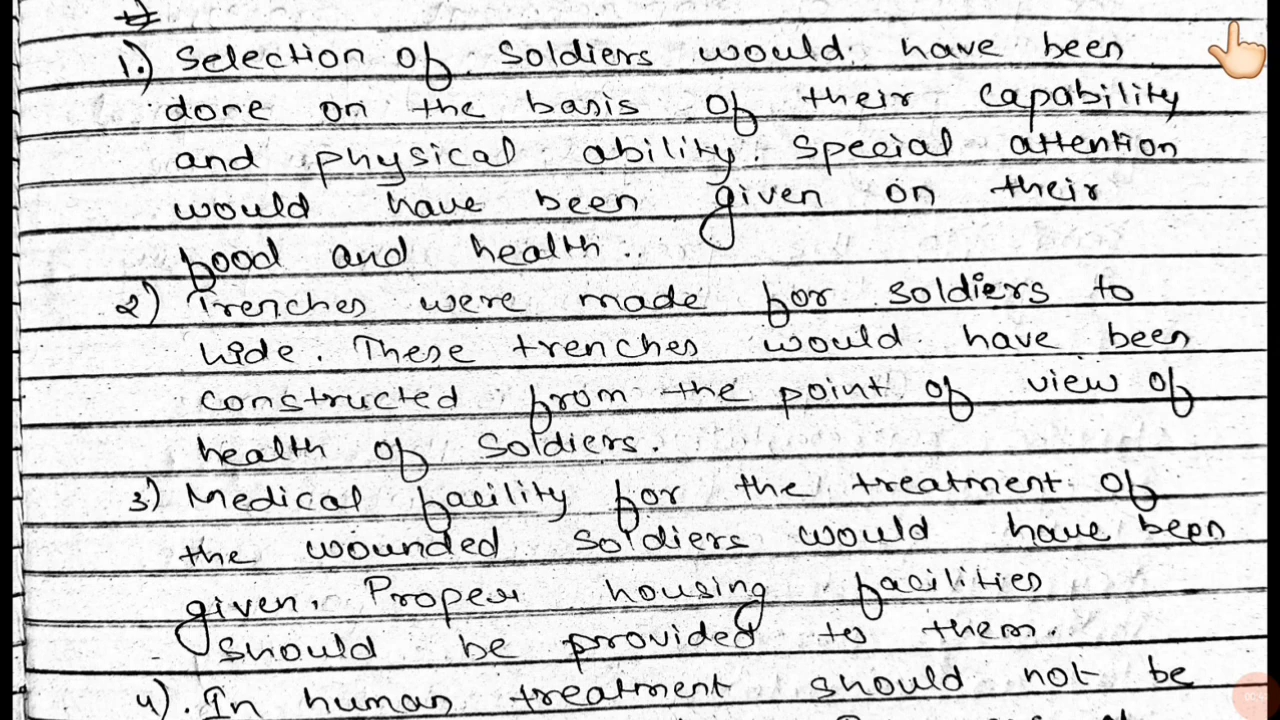 1.) Selection of Soldiers would have been
done on the basis of their capability
and physical ability. Special attention
would have been given on their
food and health..
2) Trenches were made for soldiers to
hide. These trenches would have been
constructed from the point of view of
health of Soldiers.
3) Medical facility for the treatment of
the wounded soldiers would have been
given. Proper housing facilities
should be provided to them.
4). In human treatment should not be